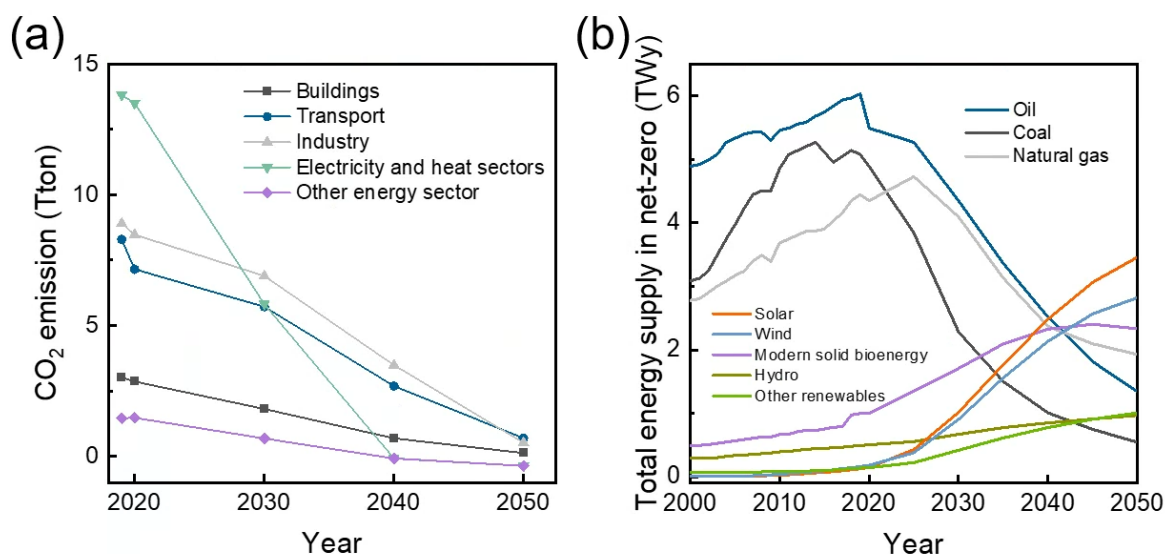 (a)
CO₂ emission (Tton)
15
10
5
0
Buildings
Transport
Industry
Electricity and heat sectors
Other energy sector
2020
2030
2040
2050
Year
(b)
Total energy supply in net-zero (TWy)
6
4
2
0
Oil
Coal
Natural gas
Solar
Wind
Modern solid bioenergy
Hydro
Other renewables
2000
2010
2020
2030
2040
2050
Year